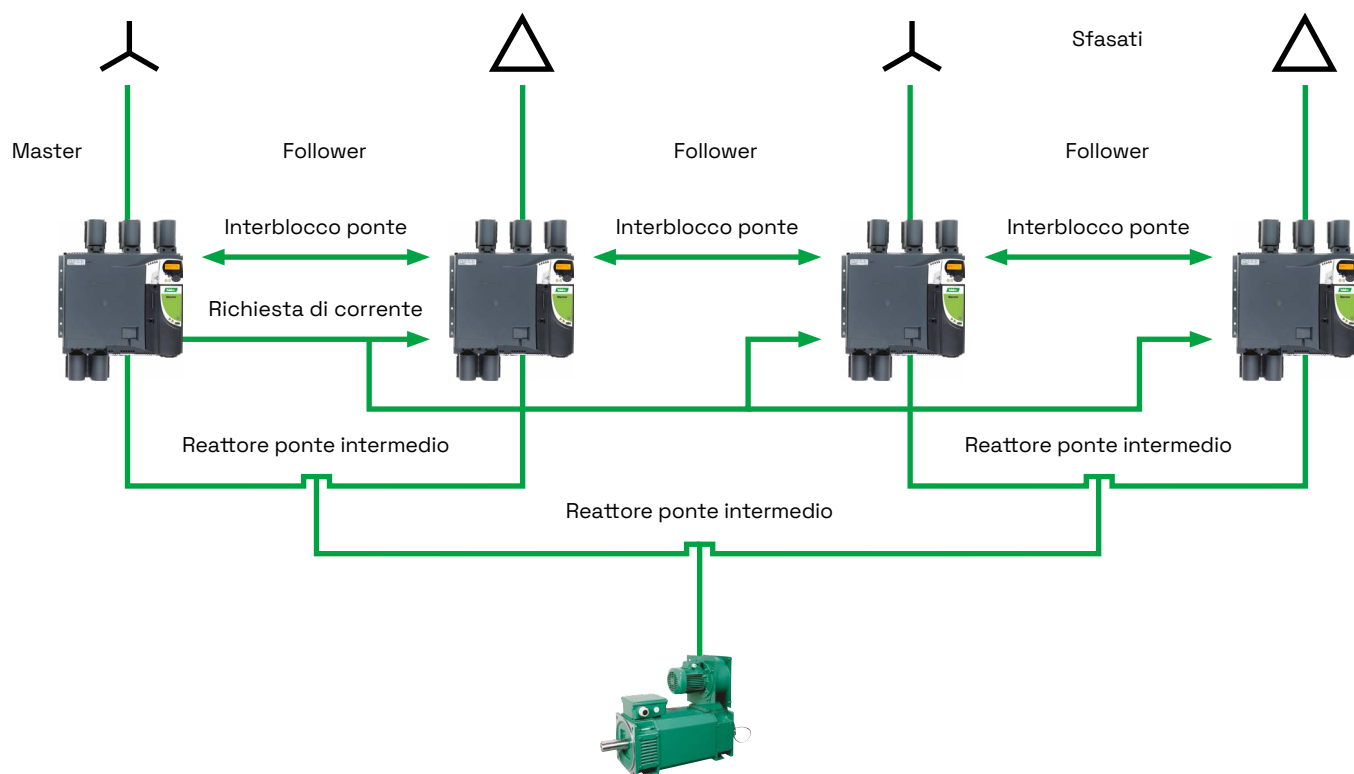 Sfasati
Master
Follower
Follower
Follower
Interblocco ponte
Interblocco ponte
Interblocco ponte
Richiesta di corrente
Reattore ponte intermedio
Reattore ponte intermedio
Reattore ponte intermedio